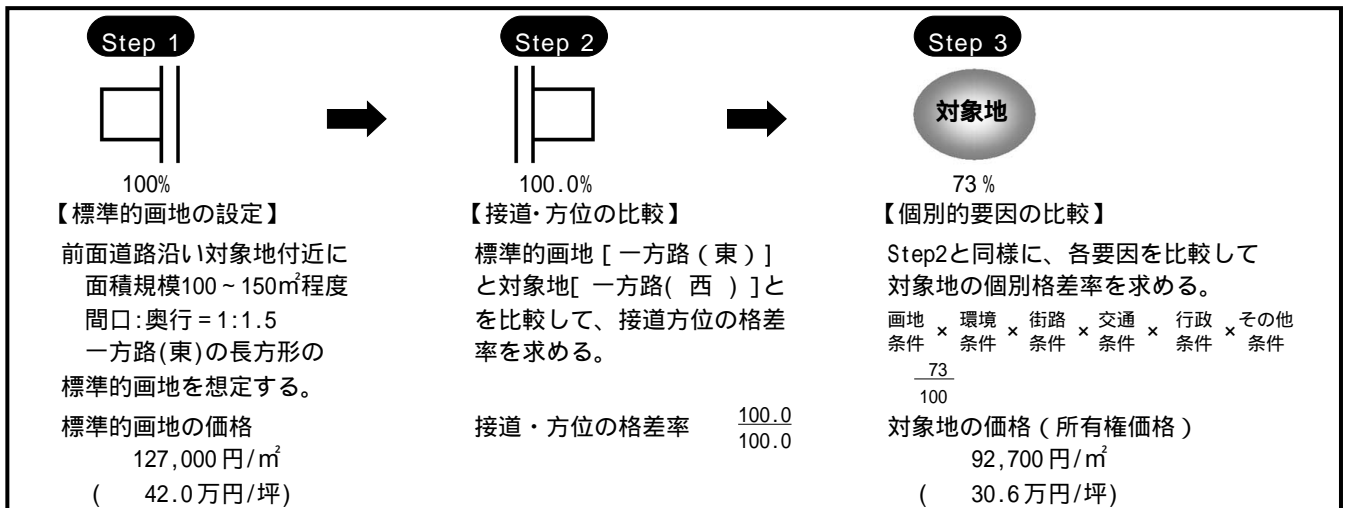 Step 1
100%
【標準的画地の設定】
前面道路沿い対象地付近に
面積規模100~150㎡程度
間口:奥行=1:1.5
一方路(東)の長方形の
標準的画地を想定する。
標準的画地の価格
127,000円/㎡
( 42.0万円/坪)
Step 2
100.0%
【接道・方位の比較】
標準的画地[一方路(東)]
と対象地[ 一方路( 西 ) ]と
を比較して、接道方位の格差
率を求める。
接道・方位の格差率 100.0
100.0
Step 3
対象地
73%
【個別的要因の比較】
Step2と同様に、各要因を比較して
対象地の個別格差率を求める。
画地 × 環境 × 街路 × 交通 × 行政 × その他
条件 条件 条件 条件 条件 条件
73
100
対象地の価格(所有権価格)
92,700円/㎡
( 30.6万円/坪)